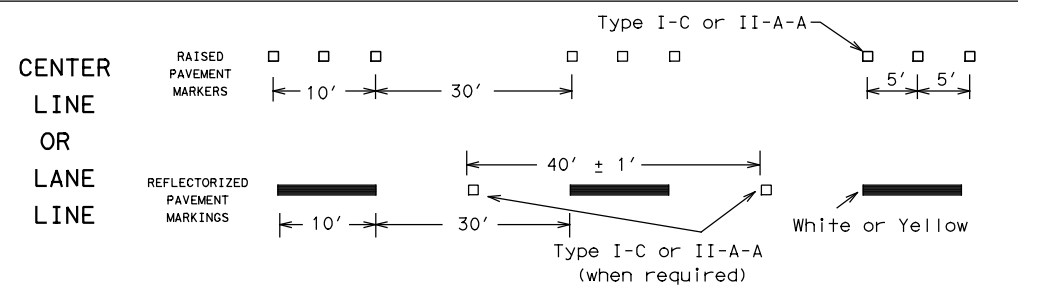 Type I-C or II-A-A
CENTER
LINE
OR
LANE
LINE
RAISED
PAVEMENT
MARKERS
10′
30′
5′ 5′
40′ ± 1′
REFLECTORIZED
PAVEMENT
MARKINGS
10′
30′
White or Yellow
Type I-C or II-A-A
(when required)